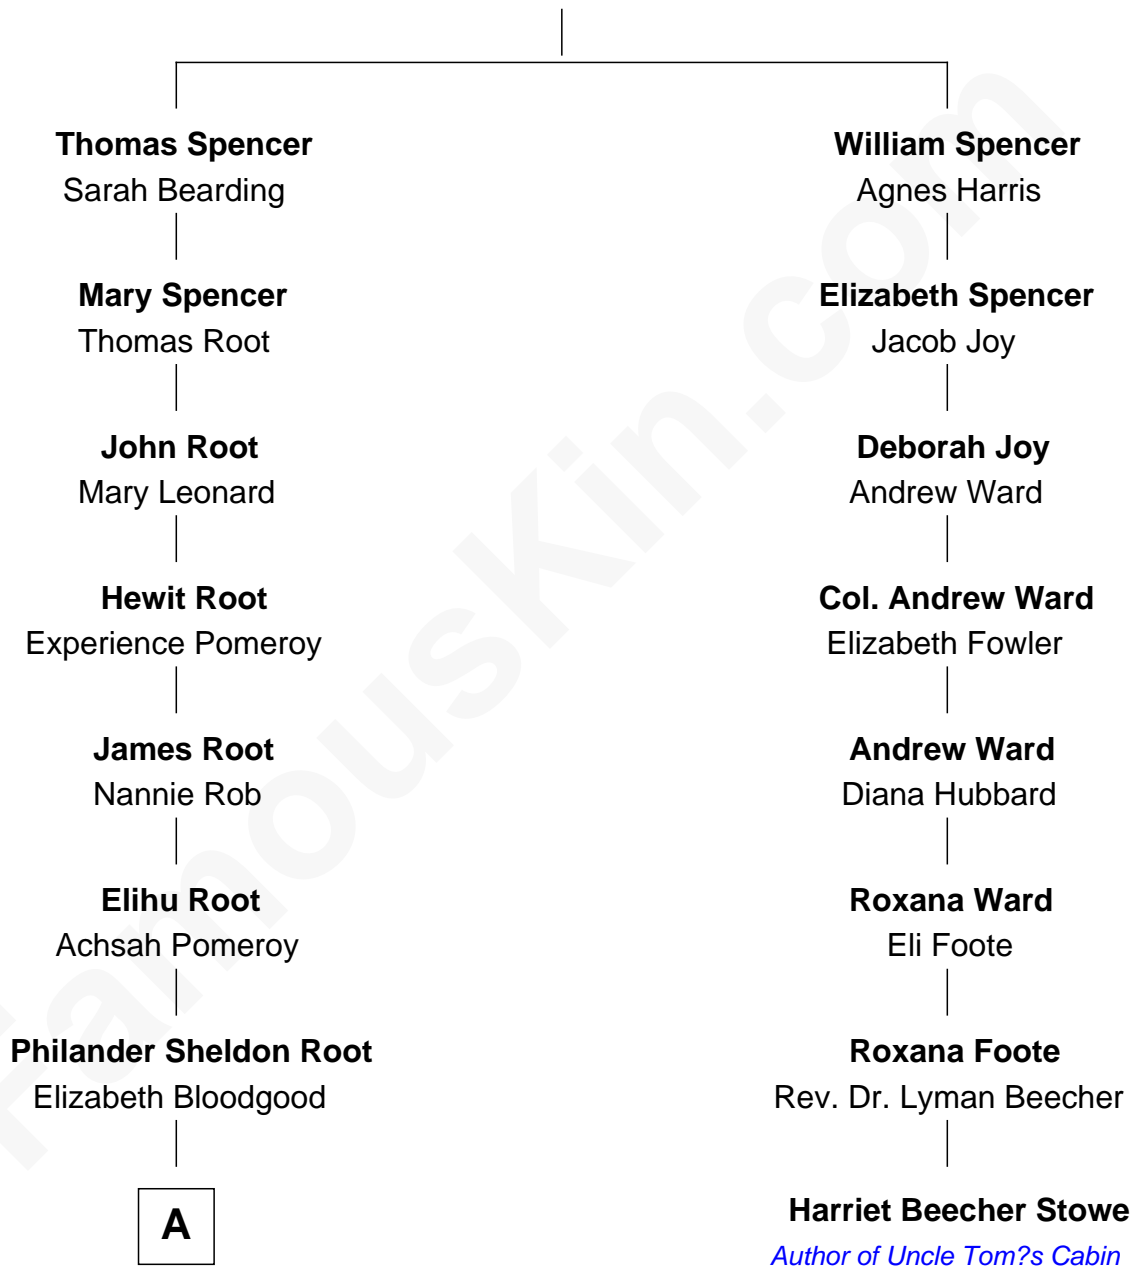 Thomas Spencer
Sarah Bearding
Mary Spencer
Thomas Root
John Root
Mary Leonard
Hewit Root
Experience Pomeroy
James Root
Nannie Rob
Elihu Root
Achsah Pomeroy
Philander Sheldon Root
Elizabeth Bloodgood
A
William Spencer
Agnes Harris
Elizabeth Spencer
Jacob Joy
Deborah Joy
Andrew Ward
Col. Andrew Ward
Elizabeth Fowler
Andrew Ward
Diana Hubbard
Roxana Ward
Eli Foote
Roxana Foote
Rev. Dr. Lyman Beecher
Harriet Beecher Stowe
Author of Uncle Tom?s Cabin
FamousKin.com